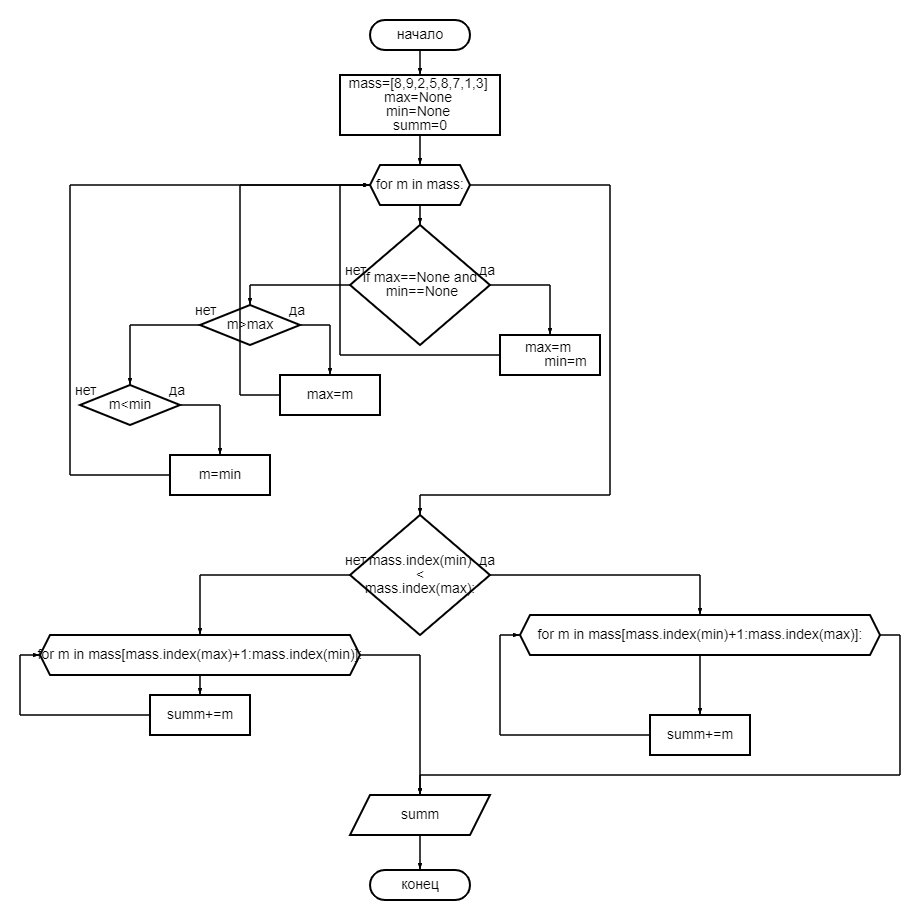 начало
mass=[8,9,2,5,8,7,1,3]
max=None
min=None
summ=0
for m in mass:
нет
да
if max==None and
min==None
нет
да
m>max
max=m
min=m
нет
да
m<min
max=m
m=min
нет
да
mass.index(min)
<
mass.index(max):
for m in mass[mass.index(max)+1:mass.index(min)]:
for m in mass[mass.index(min)+1:mass.index(max)]:
summ+=m
summ+=m
summ
конец